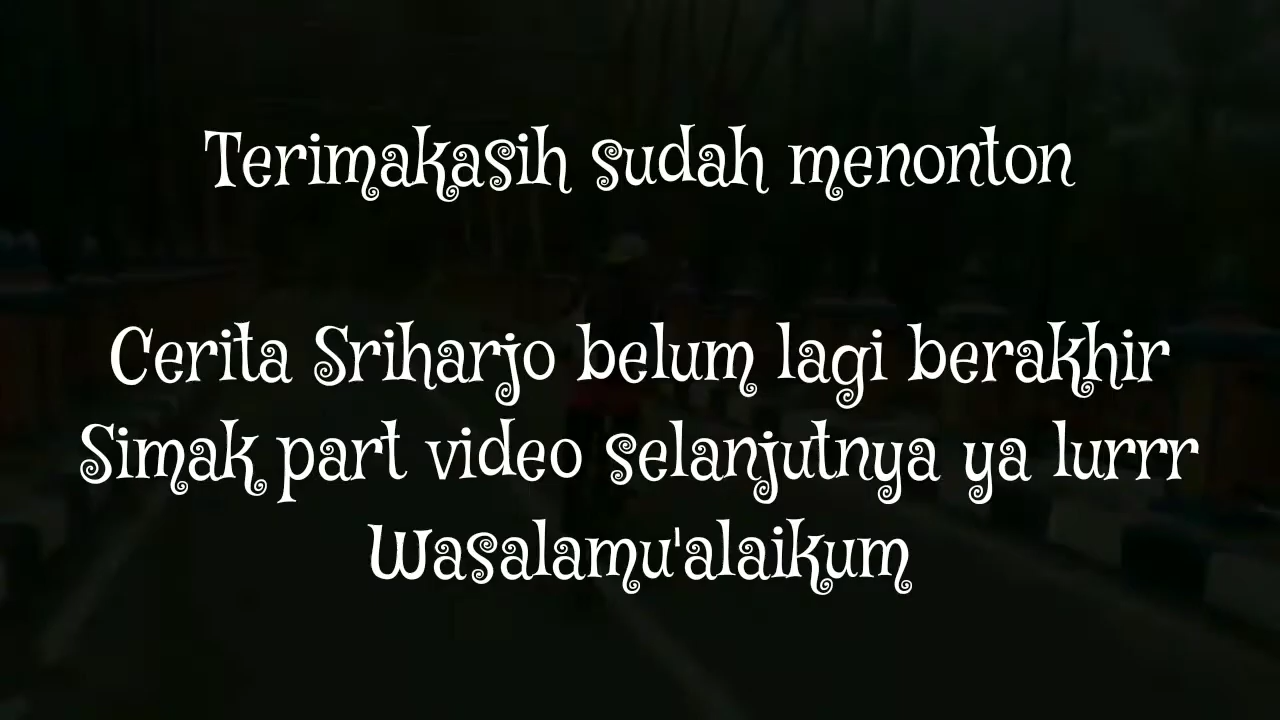 Terimakasih sudah menonton
Cerita Sriharjo belum lagi berakhir
Simak part video selanjutnya ya lurrr
Wasalamu'alaikum